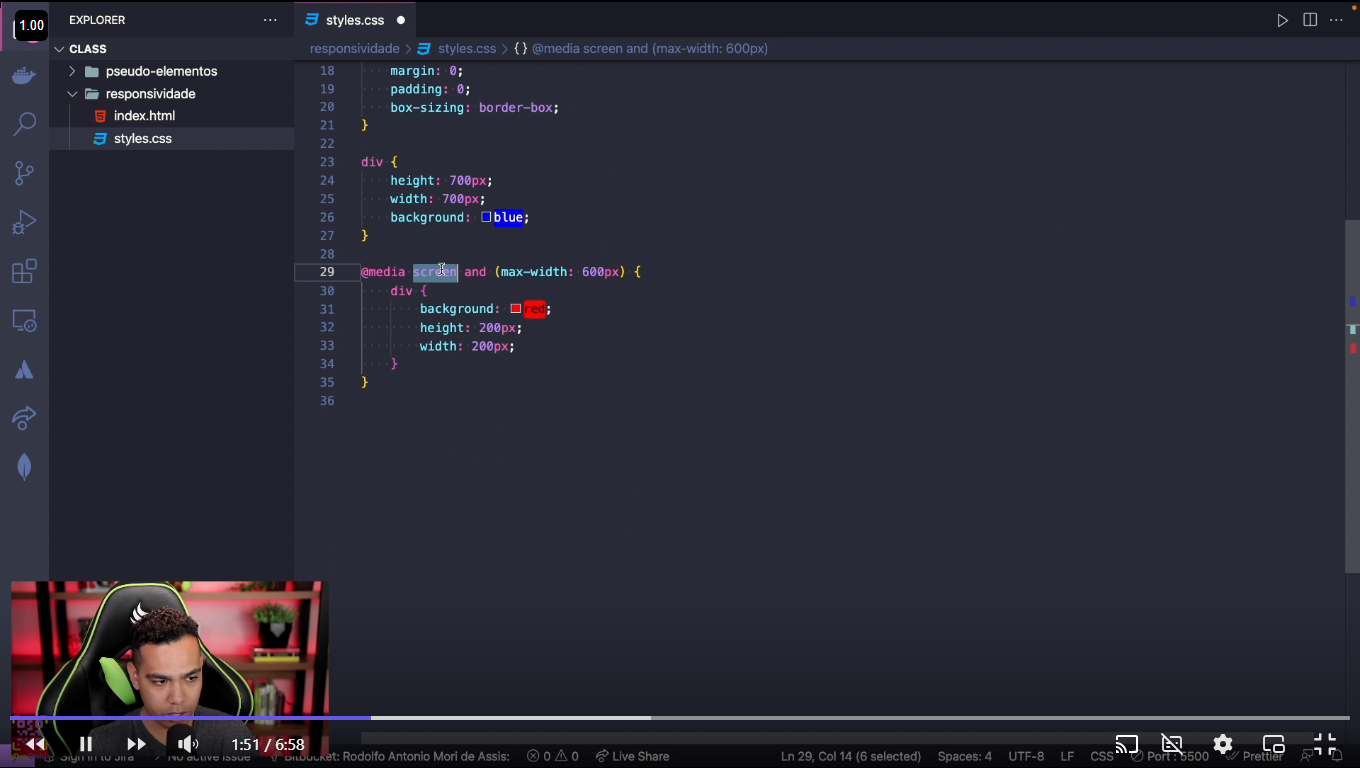 1.00
EXPLORER
styles.css
CLASS
pseudo-elementos
responsividade
index.html
styles.css
responsividade > styles.css > {} @media screen and (max-width: 600px)
18 margin: 0;
19 padding: 0;
20 box-sizing: border-box;
21 }
22
23 div {
24 height: 700px;
25 width: 700px;
26 background: blue;
27 }
28
29 @media screen and (max-width: 600px) {
30 div {
31 background: red;
32 height: 200px;
33 width: 200px;
34 }
35 }
36
1:51 / 6:58
Sign in to Jira No active issue Bitbucket: Rodolfo Antonio Mori de Assis: 0 0 Live Share Ln 29, Col 14 (6 selected) Spaces: 4 UTF-8 LF CSS Port : 5500 Prettier